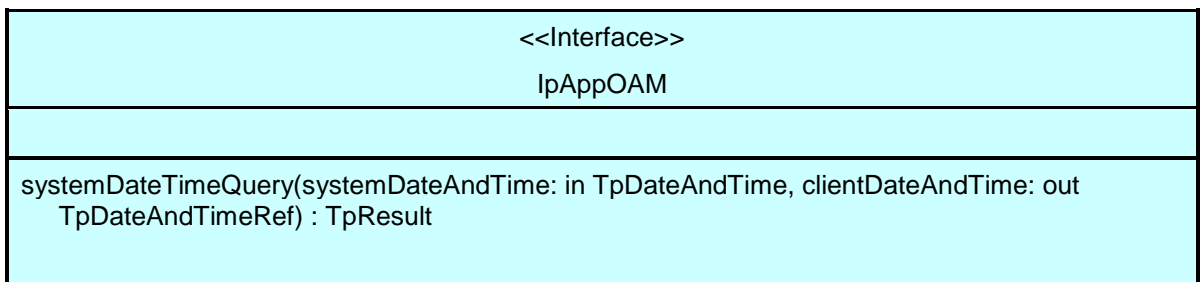 <<Interface>>
IpAppOAM
systemDateTimeQuery(systemDateAndTime: in TpDateAndTime, clientDateAndTime: out
TpDateAndTimeRef) : TpResult